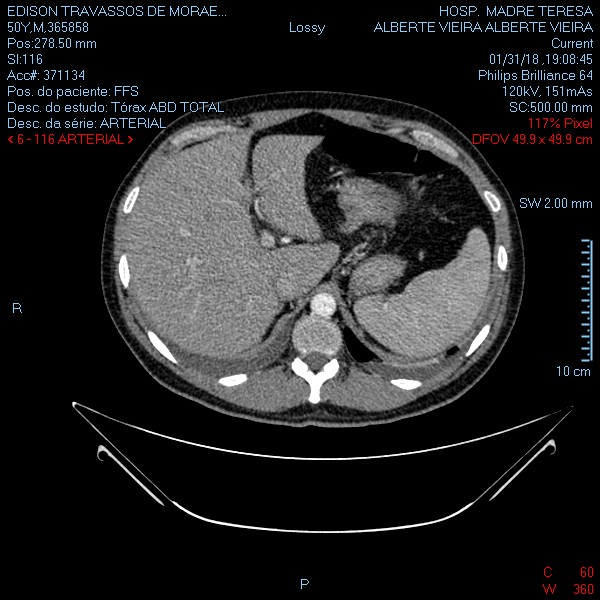 EDISON TRAVASSOS DE MORAE...
50Y,M,365858
Pos:278.50 mm
Sl:116
Acc#: 371134
Pos. do paciente: FFS
Desc. do estudo: Tórax ABD TOTAL
Desc. da série: ARTERIAL
< 6 - 116 ARTERIAL >
Lossy
HOSP. MADRE TERESA
ALBERTE VIEIRA ALBERTE VIEIRA
Current
01/31/18 ,19:08:45
Philips Brilliance 64
120kV, 151mAs
SC:500.00 mm
117% Pixel
DFOV 49.9 x 49.9 cm
SW 2.00 mm
R
10 cm
P
C 60
W 360